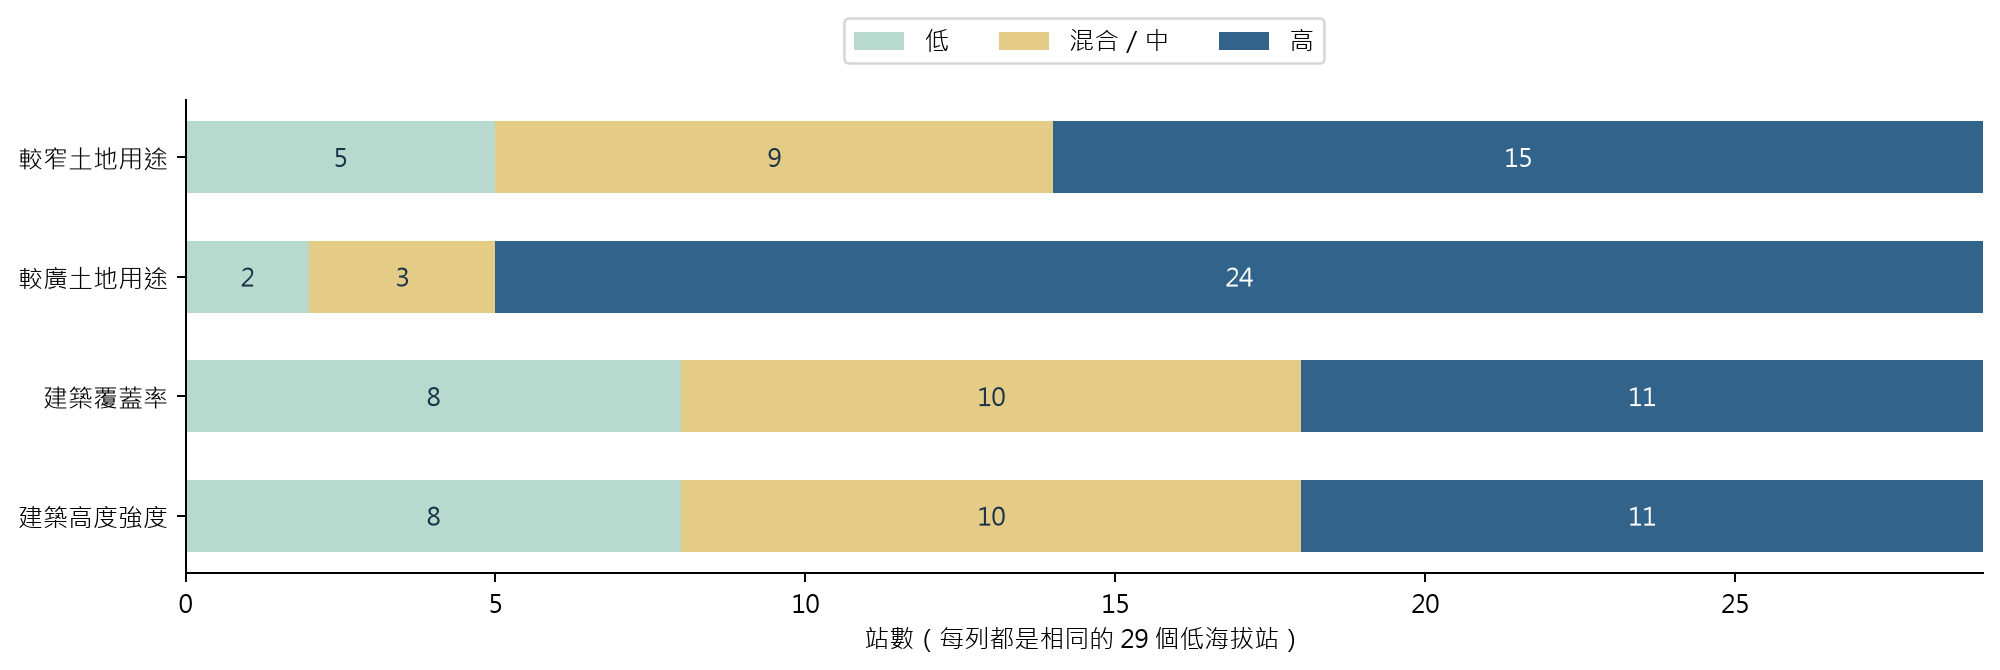 低 混合 / 中 高
較窄土地用途 5 9 15
較廣土地用途 2 3 24
建築覆蓋率 8 10 11
建築高度強度 8 10 11
0 5 10 15 20 25
站數 ( 每列都是相同的 29 個低海拔站 )